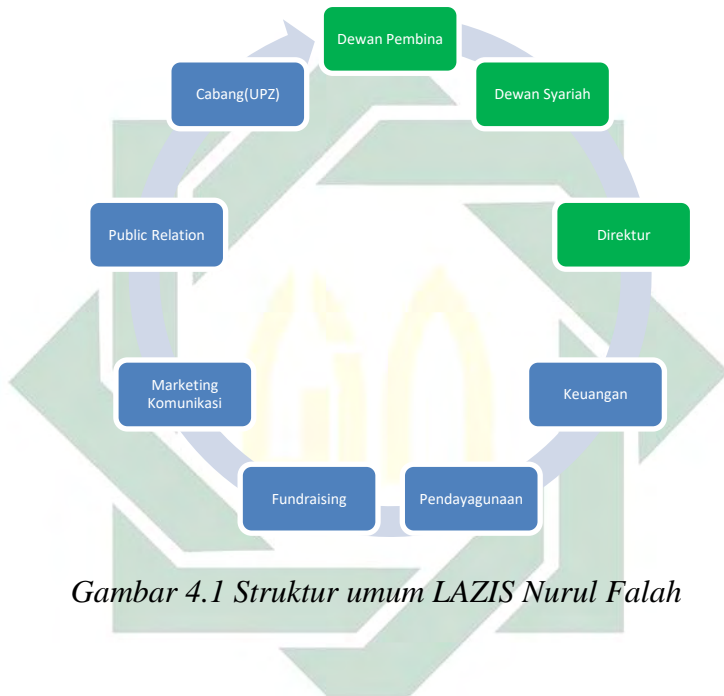 Dewan Pembina
Dewan Syariah
Direktur
Keuangan
Pendayagunaan
Fundraising
Marketing
Komunikasi
Public Relation
Cabang(UPZ)
Gambar 4.1 Struktur umum LAZIS Nurul Falah